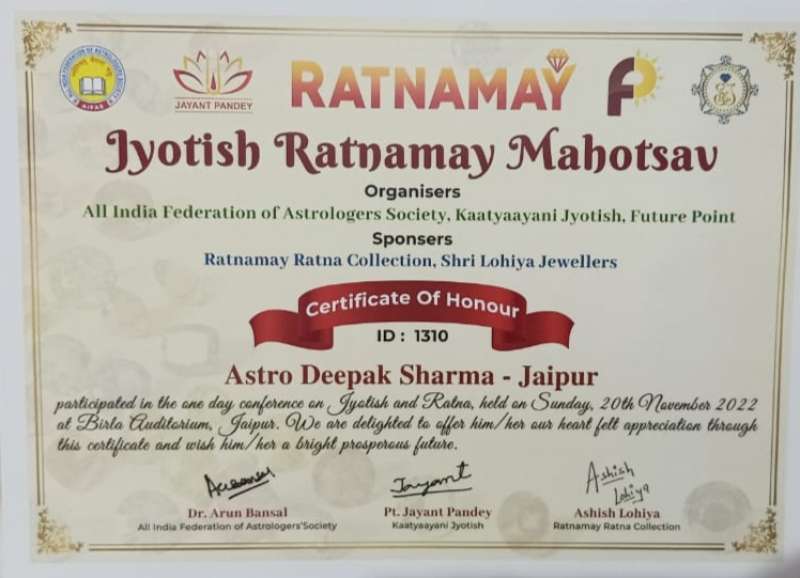 JAYANT PANDEY
RATNAMAY
AIFAS
Jyotish Ratnamay Mahotsav
Organisers
All India Federation of Astrologers Society, Kaatyaayani Jyotish, Future Point
Sponsers
Ratnamay Ratna Collection, Shri Lohiya Jewellers
Certificate Of Honour
ID : 1310
Astro Deepak Sharma - Jaipur
participated in the one day conference on Jyotish and Ratna, held on Sunday, 20th November 2022
at Birla Auditorium, Jaipur. We are delighted to offer him/her our heart felt appreciation through
this certificate and wish him/her a bright prosperous future.
Jayant
Ashish
Lohiya
Dr. Arun Bansal
Pt. Jayant Pandey
Ashish Lohiya
All India Federation of Astrologers'Society
Kaatyaayani Jyotish
Ratnamay Ratna Collection